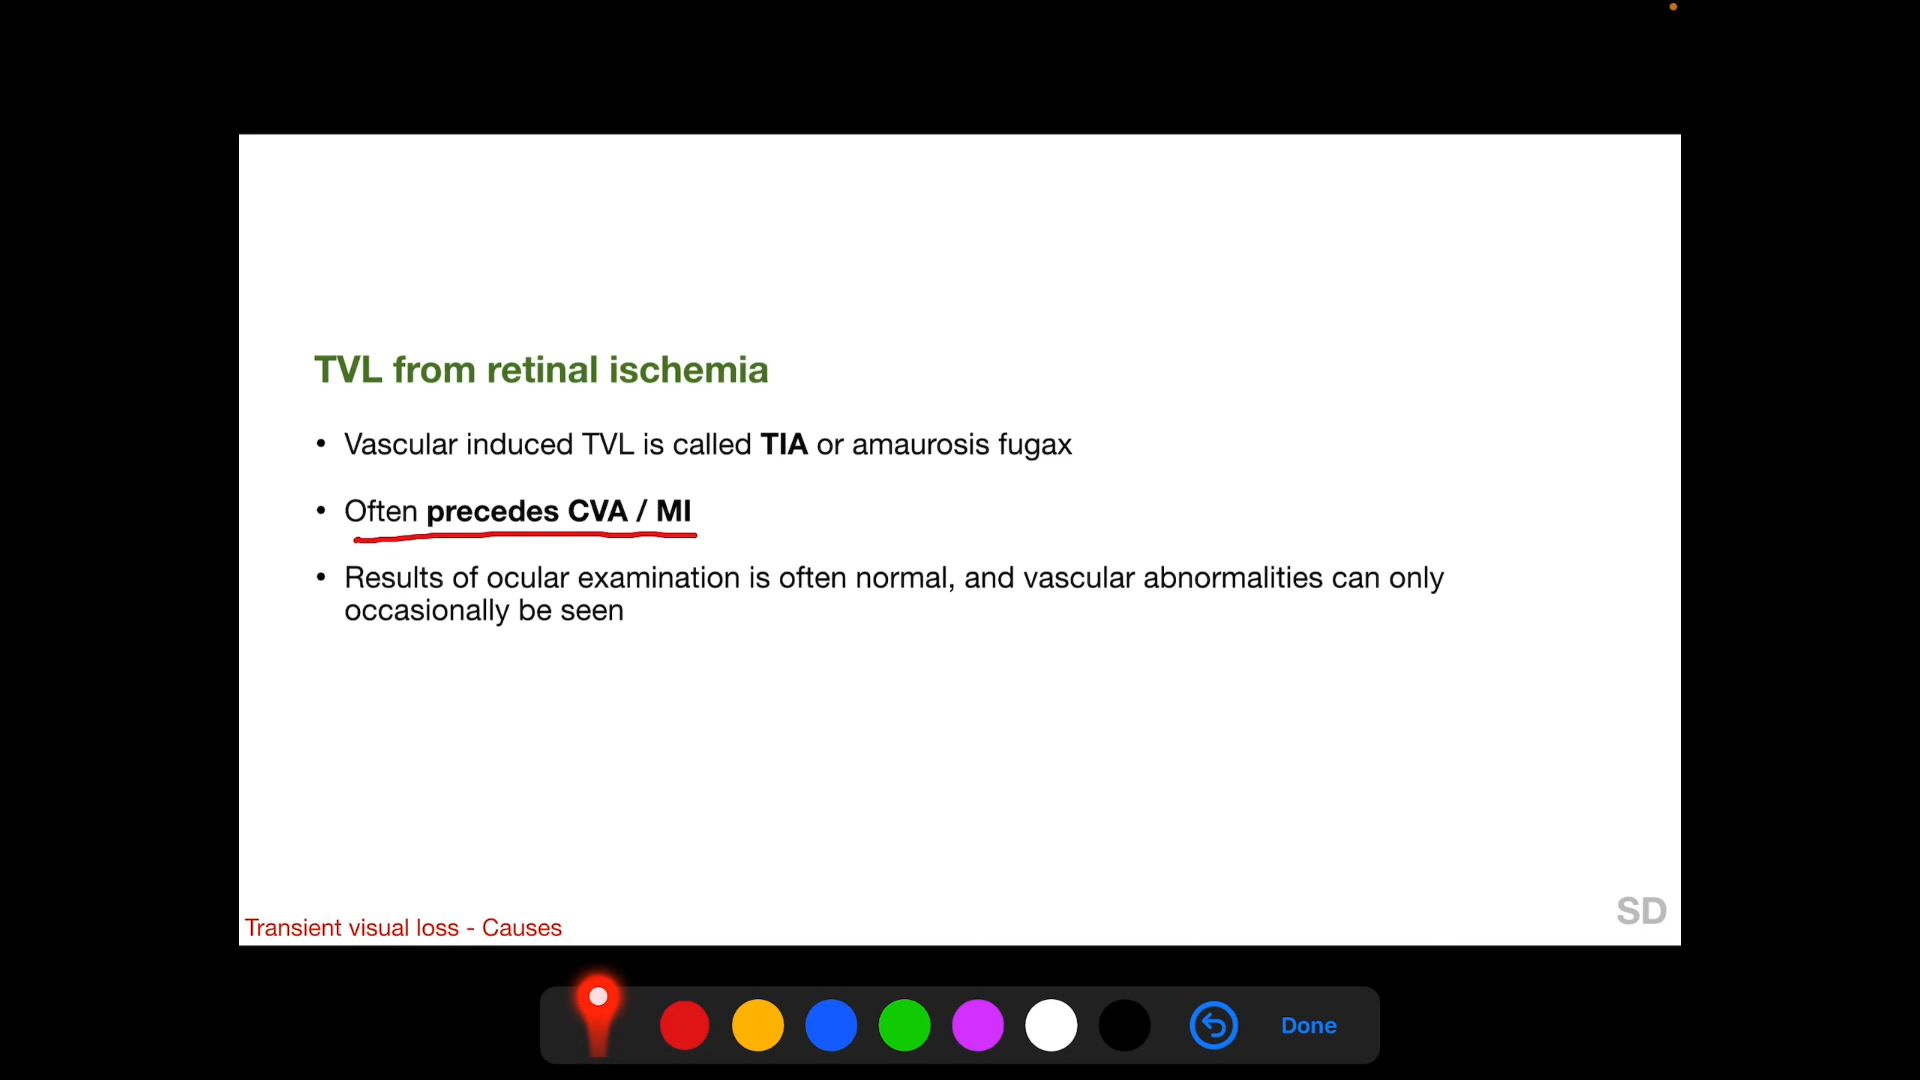 TVL from retinal ischemia
• Vascular induced TVL is called TIA or amaurosis fugax
• Often precedes CVA / MI
• Results of ocular examination is often normal, and vascular abnormalities can only
occasionally be seen
SD
Transient visual loss - Causes
Done